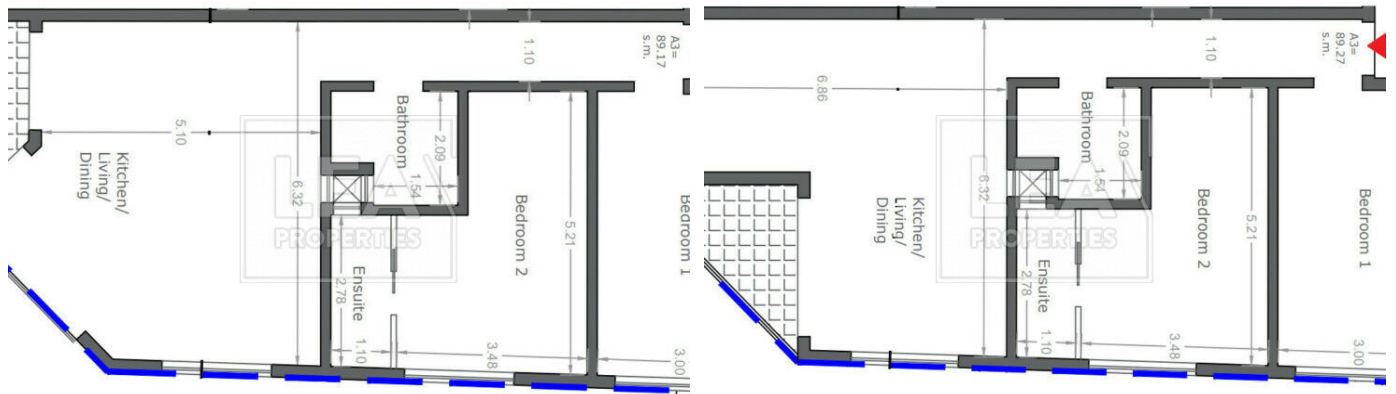 A3=
89.17
s.m.
1.10
5.10
Kitchen/
Living/
Dining
6.32
Bathroom
2.09
1.54
LEA
PROPERTIES
Bedroom 2
5.21
Bedroom 1
Ensuite
2.78
1.10
3.48
3.00
A3=
89.27
s.m.
1.10
6.86
Kitchen/
Living/
Dining
6.32
Bathroom
2.09
1.54
LEA
PROPERTIES
Bedroom 2
5.21
Bedroom 1
Ensuite
2.78
1.10
3.48
3.00